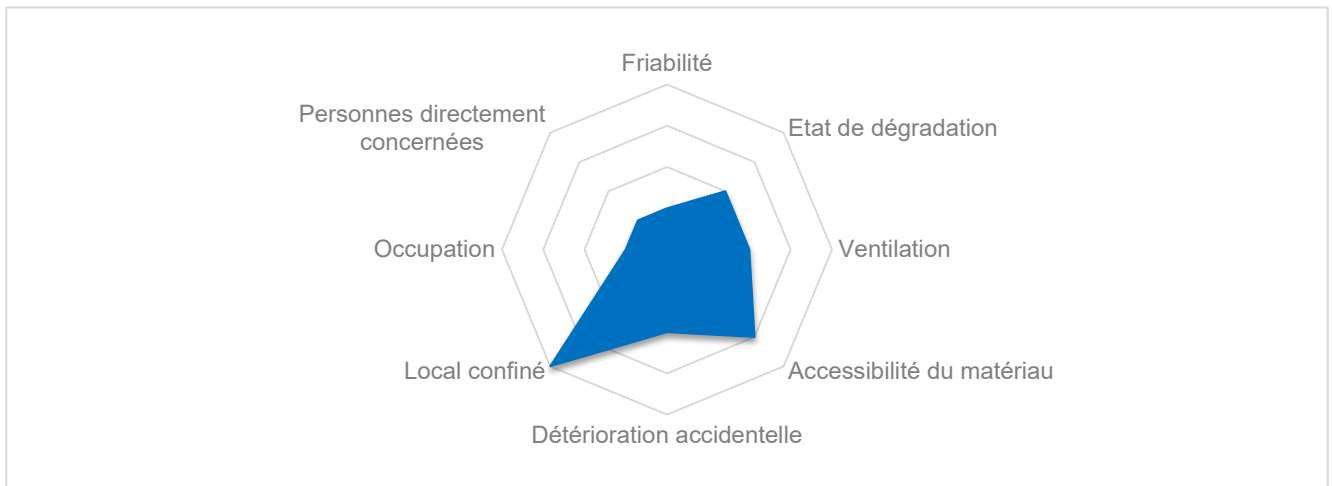 Friabilité
Personnes directement
concernées
Etat de dégradation
Occupation
Ventilation
Local confiné
Accessibilité du matériau
Détérioration accidentelle